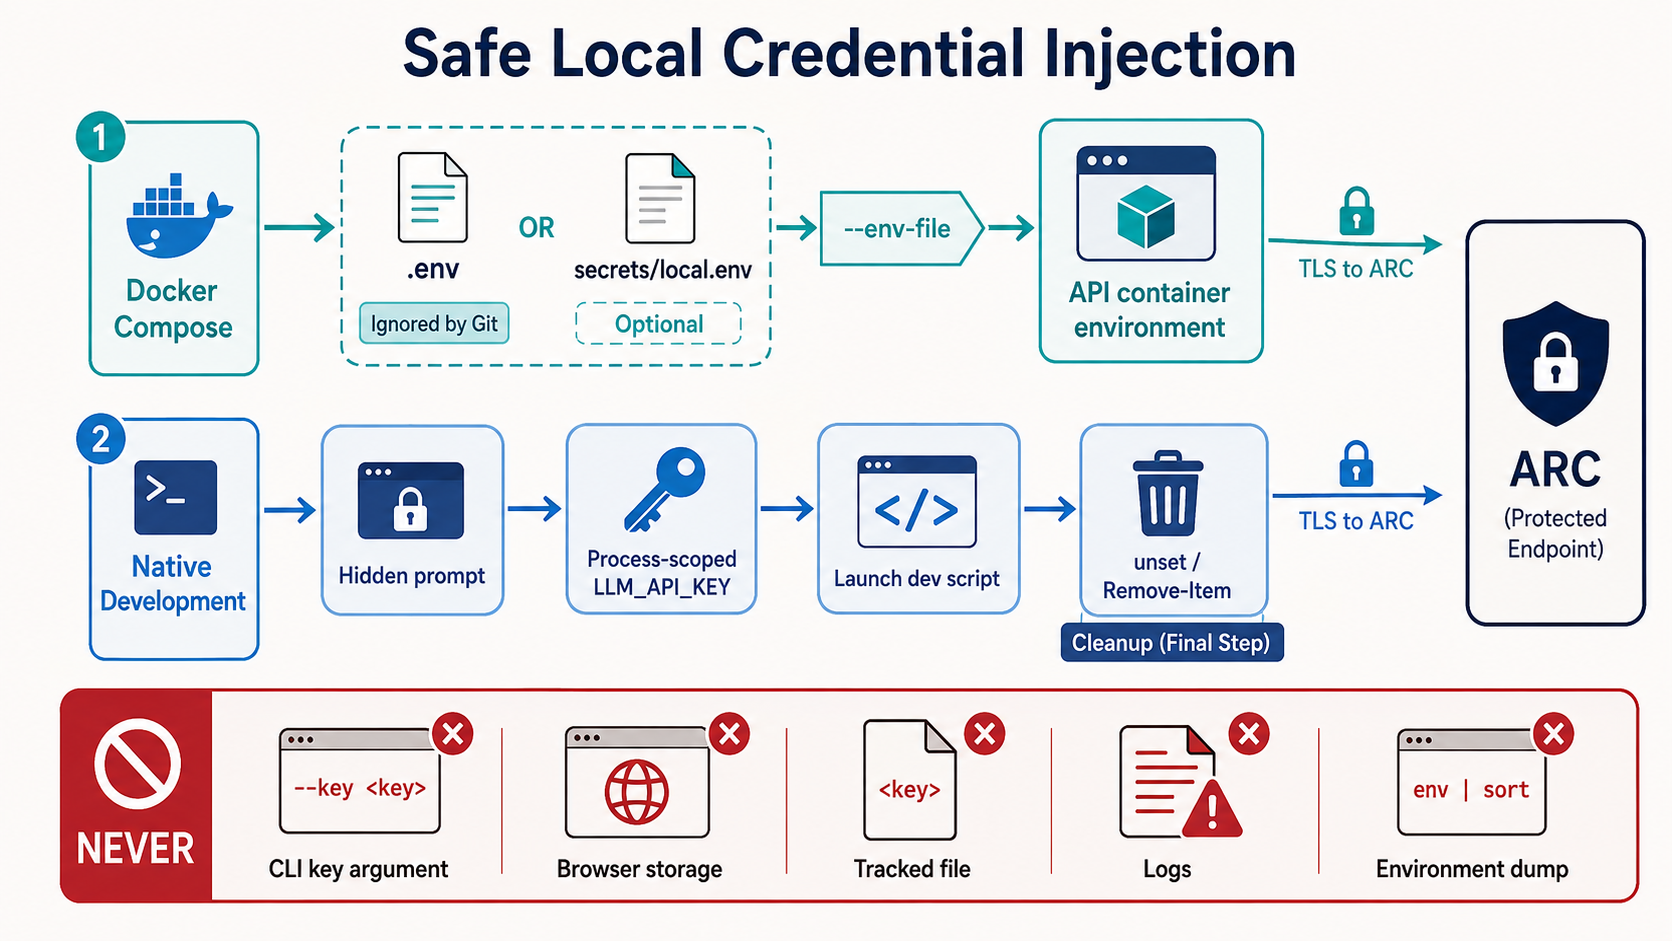 Safe Local Credential Injection
1
Docker
Compose
.env
OR
secrets/local.env
Ignored by Git
Optional
--env-file
API container
environment
TLS to ARC
2
>_
Native
Development
Hidden prompt
Process-scoped
LLM_API_KEY
</>
Launch dev script
unset /
Remove-Item
Cleanup (Final Step)
TLS to ARC
ARC
(Protected
Endpoint)
NEVER
--key <key>
CLI key argument
Browser storage
<key>
Tracked file
!
Logs
env | sort
Environment dump